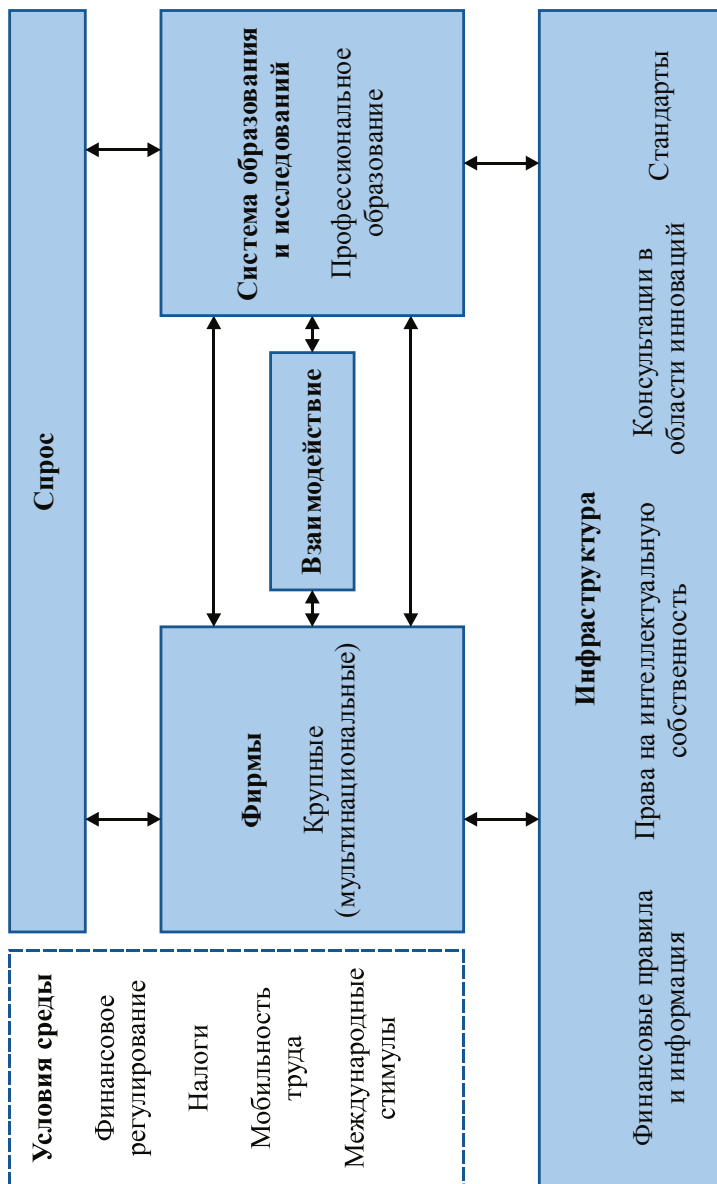 Спрос
Условия среды
Финансовое
регулирование
Налоги
Мобильность
труда
Международные
стимулы
Фирмы
Крупные
(мультинациональные)
Взаимодействие
Система образования
и исследований
Профессиональное
образование
Инфраструктура
Финансовые правила
и информация
Права на интеллектуальную
собственность
Консультации в
области инноваций
Стандарты